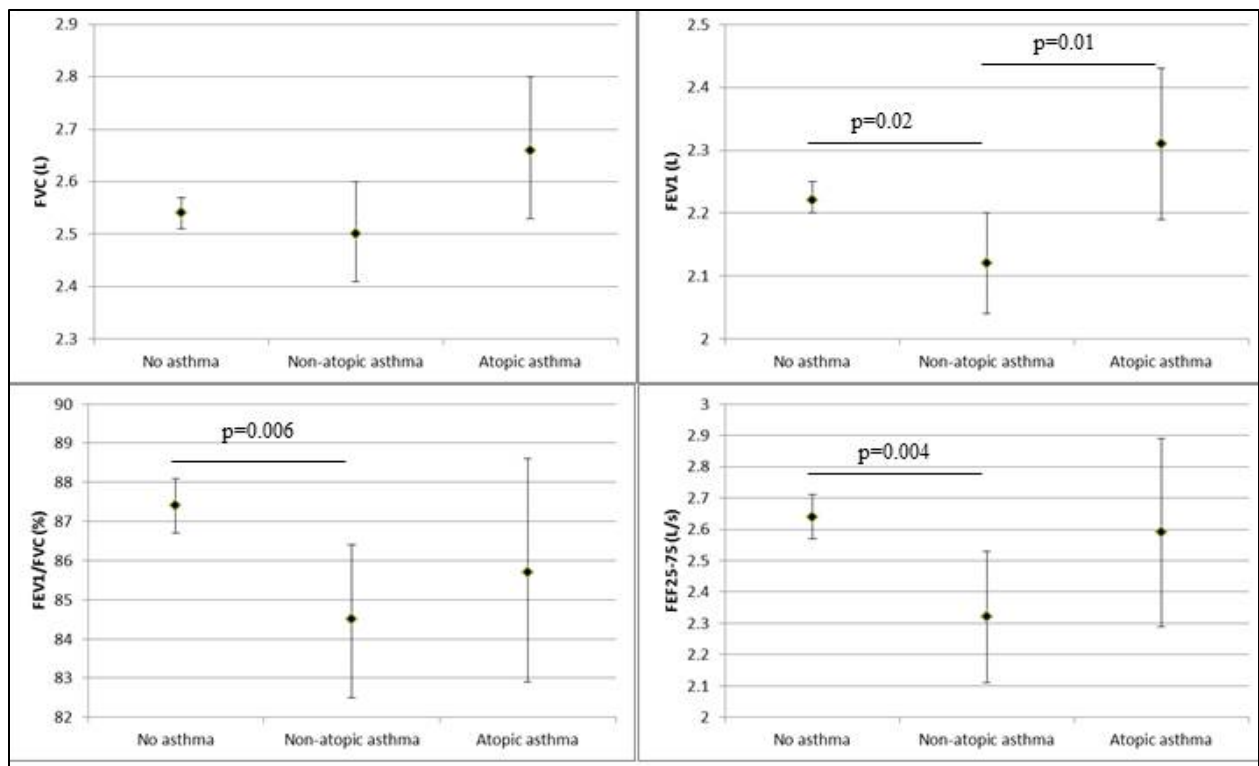 2.9
2.8
2.7
2.6
2.5
2.4
2.3
FVC (L)
No asthma Non-atopic asthma Atopic asthma
2.5
2.4
2.3
2.2
2.1
2
FEV1 (L)
p=0.01
p=0.02
No asthma Non-atopic asthma Atopic asthma
90
89
88
87
86
85
84
83
82
FEV1/FVC (%)
p=0.006
No asthma Non-atopic asthma Atopic asthma
3
2.9
2.8
2.7
2.6
2.5
2.4
2.3
2.2
2.1
2
FEF25-75 (L/s)
p=0.004
No asthma Non-atopic asthma Atopic asthma